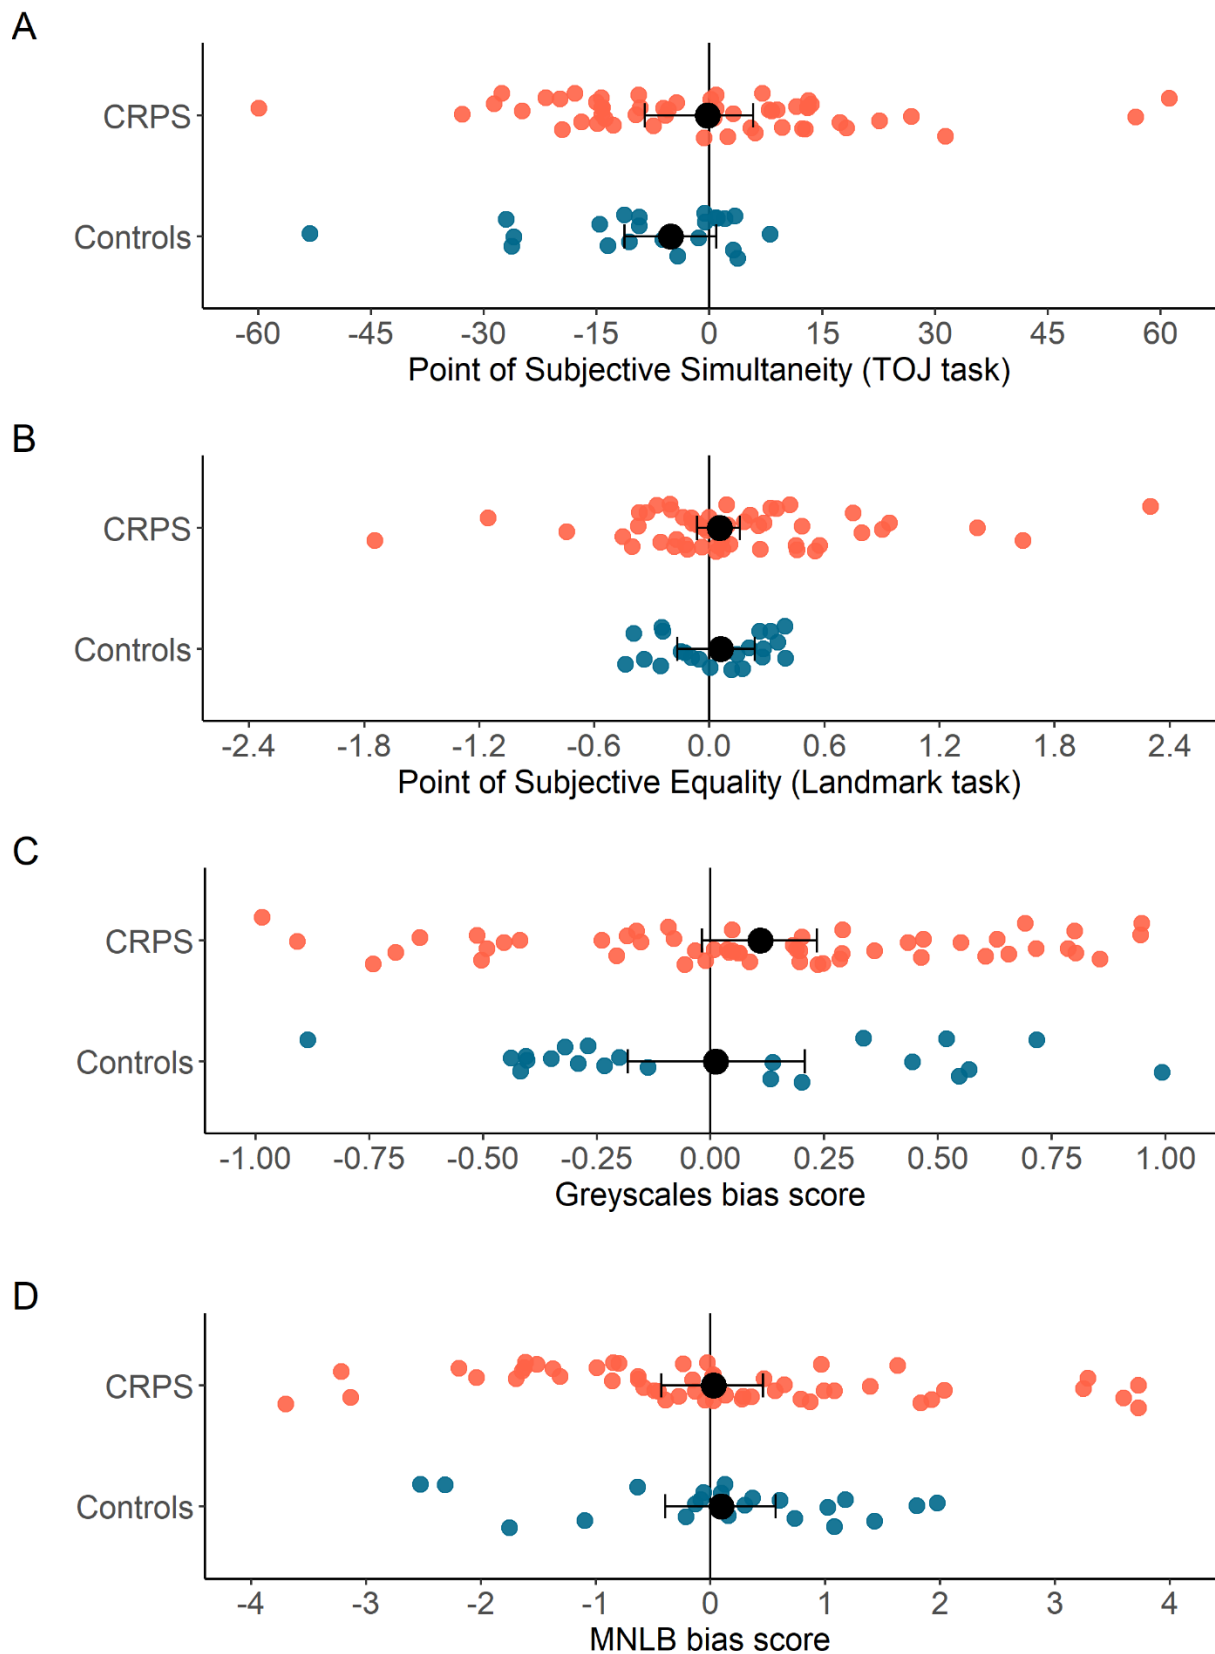 A
CRPS
Controls
-60 -45 -30 -15 0 15 30 45 60
Point of Subjective Simultaneity (TOJ task)
B
CRPS
Controls
-2.4 -1.8 -1.2 -0.6 0.0 0.6 1.2 1.8 2.4
Point of Subjective Equality (Landmark task)
C
CRPS
Controls
-1.00 -0.75 -0.50 -0.25 0.00 0.25 0.50 0.75 1.00
Greyscales bias score
D
CRPS
Controls
-4 -3 -2 -1 0 1 2 3 4
MNLB bias score